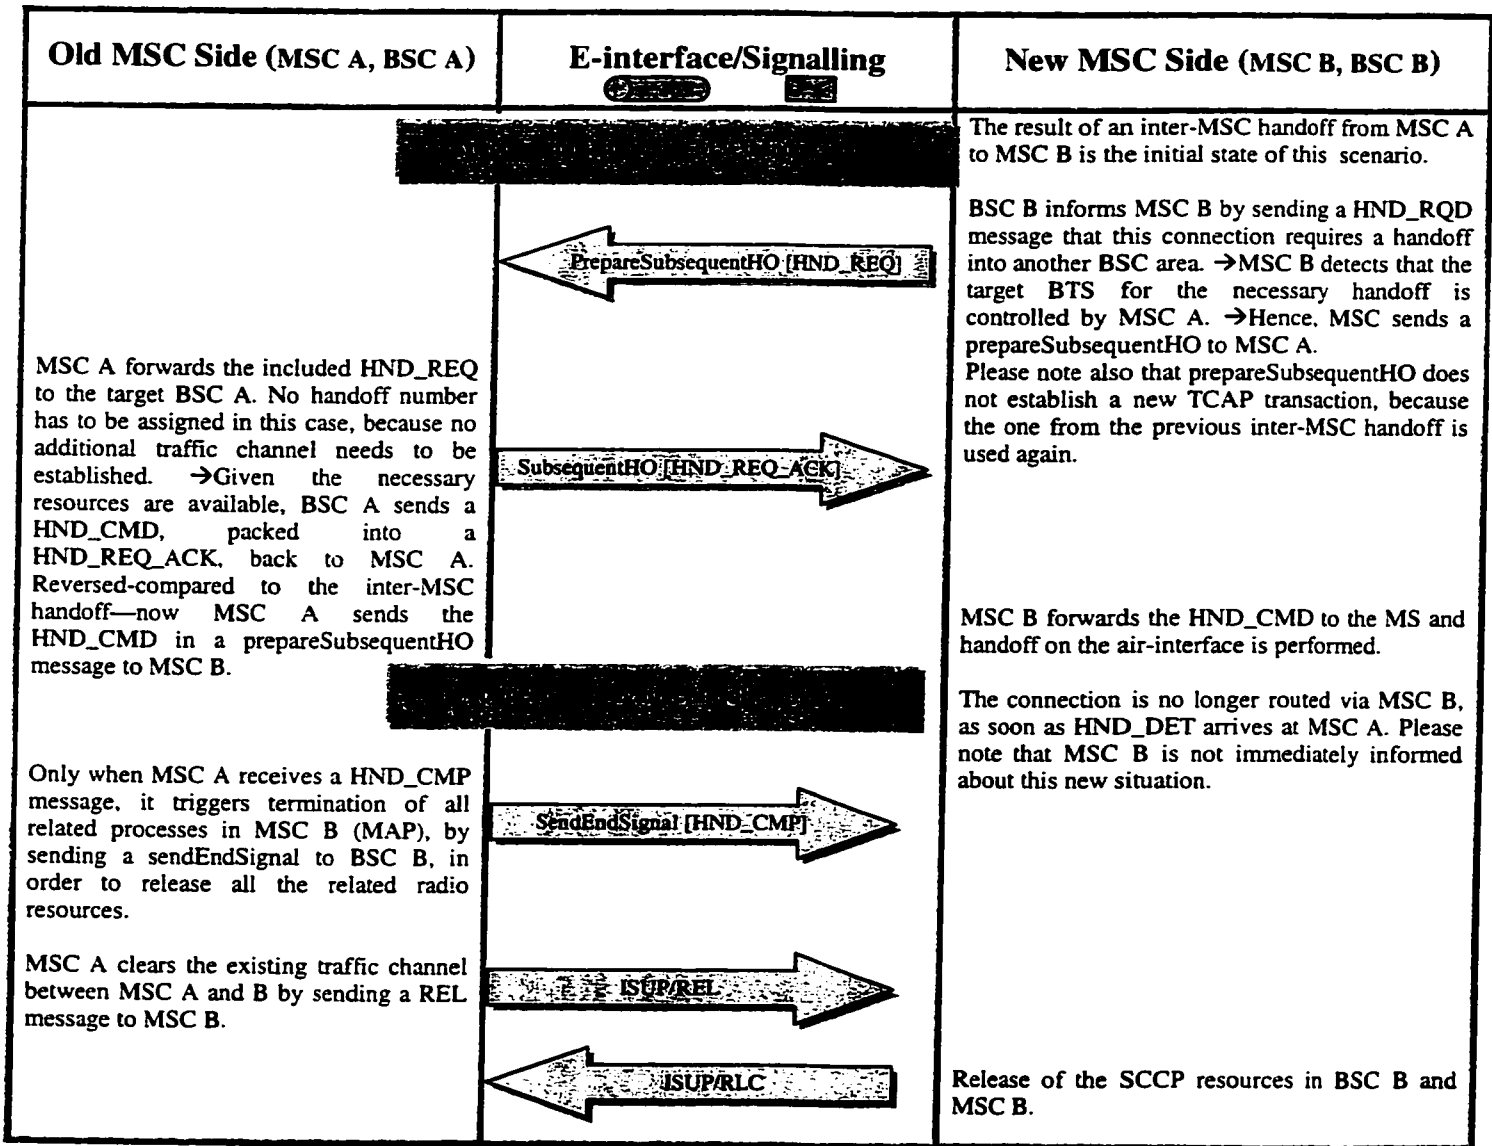 Old MSC Side (MSC A, BSC A)
E-interface/Signalling
New MSC Side (MSC B, BSC B)
The result of an inter-MSC handoff from MSC A
to MSC B is the initial state of this scenario.
BSC B informs MSC B by sending a HND_RQD
message that this connection requires a handoff
into another BSC area. →MSC B detects that the
target BTS for the necessary handoff is
controlled by MSC A. →Hence, MSC sends a
prepareSubsequentHO to MSC A.
Please note also that prepareSubsequentHO does
not establish a new TCAP transaction, because
the one from the previous inter-MSC handoff is
used again.
PrepareSubsequentHO [HND_REQ]
MSC A forwards the included HND_REQ
to the target BSC A. No handoff number
has to be assigned in this case, because no
additional traffic channel needs to be
established. →Given the necessary
resources are available, BSC A sends a
HND_CMD, packed into a
HND_REQ_ACK, back to MSC A.
Reversed-compared to the inter-MSC
handoff—now MSC A sends the
HND_CMD in a prepareSubsequentHO
message to MSC B.
SubsequentHO [HND_REQ_ACK]
MSC B forwards the HND_CMD to the MS and
handoff on the air-interface is performed.
The connection is no longer routed via MSC B,
as soon as HND_DET arrives at MSC A. Please
note that MSC B is not immediately informed
about this new situation.
Only when MSC A receives a HND_CMP
message, it triggers termination of all
related processes in MSC B (MAP), by
sending a sendEndSignal to BSC B, in
order to release all the related radio
resources.
SendEndSignal [HND_CMP]
MSC A clears the existing traffic channel
between MSC A and B by sending a REL
message to MSC B.
ISUP/REL
ISUP/RLC
Release of the SCCP resources in BSC B and
MSC B.